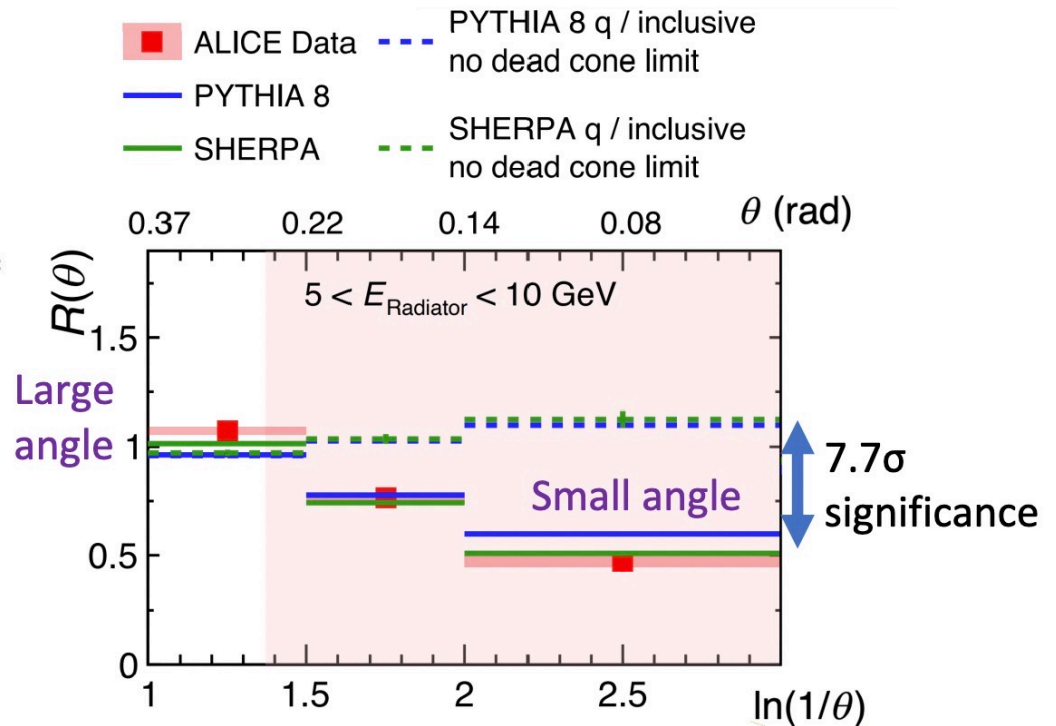 ALICE Data
PYTHIA 8
SHERPA
PYTHIA 8 q / inclusive
no dead cone limit
SHERPA q / inclusive
no dead cone limit
0.37 0.22 0.14 0.08 θ (rad)
R(θ)
5 < E_Radiator < 10 GeV
1.5
1
0.5
0
Large
angle
Small angle
7.7σ
significance
1 1.5 2 2.5 ln(1/θ)